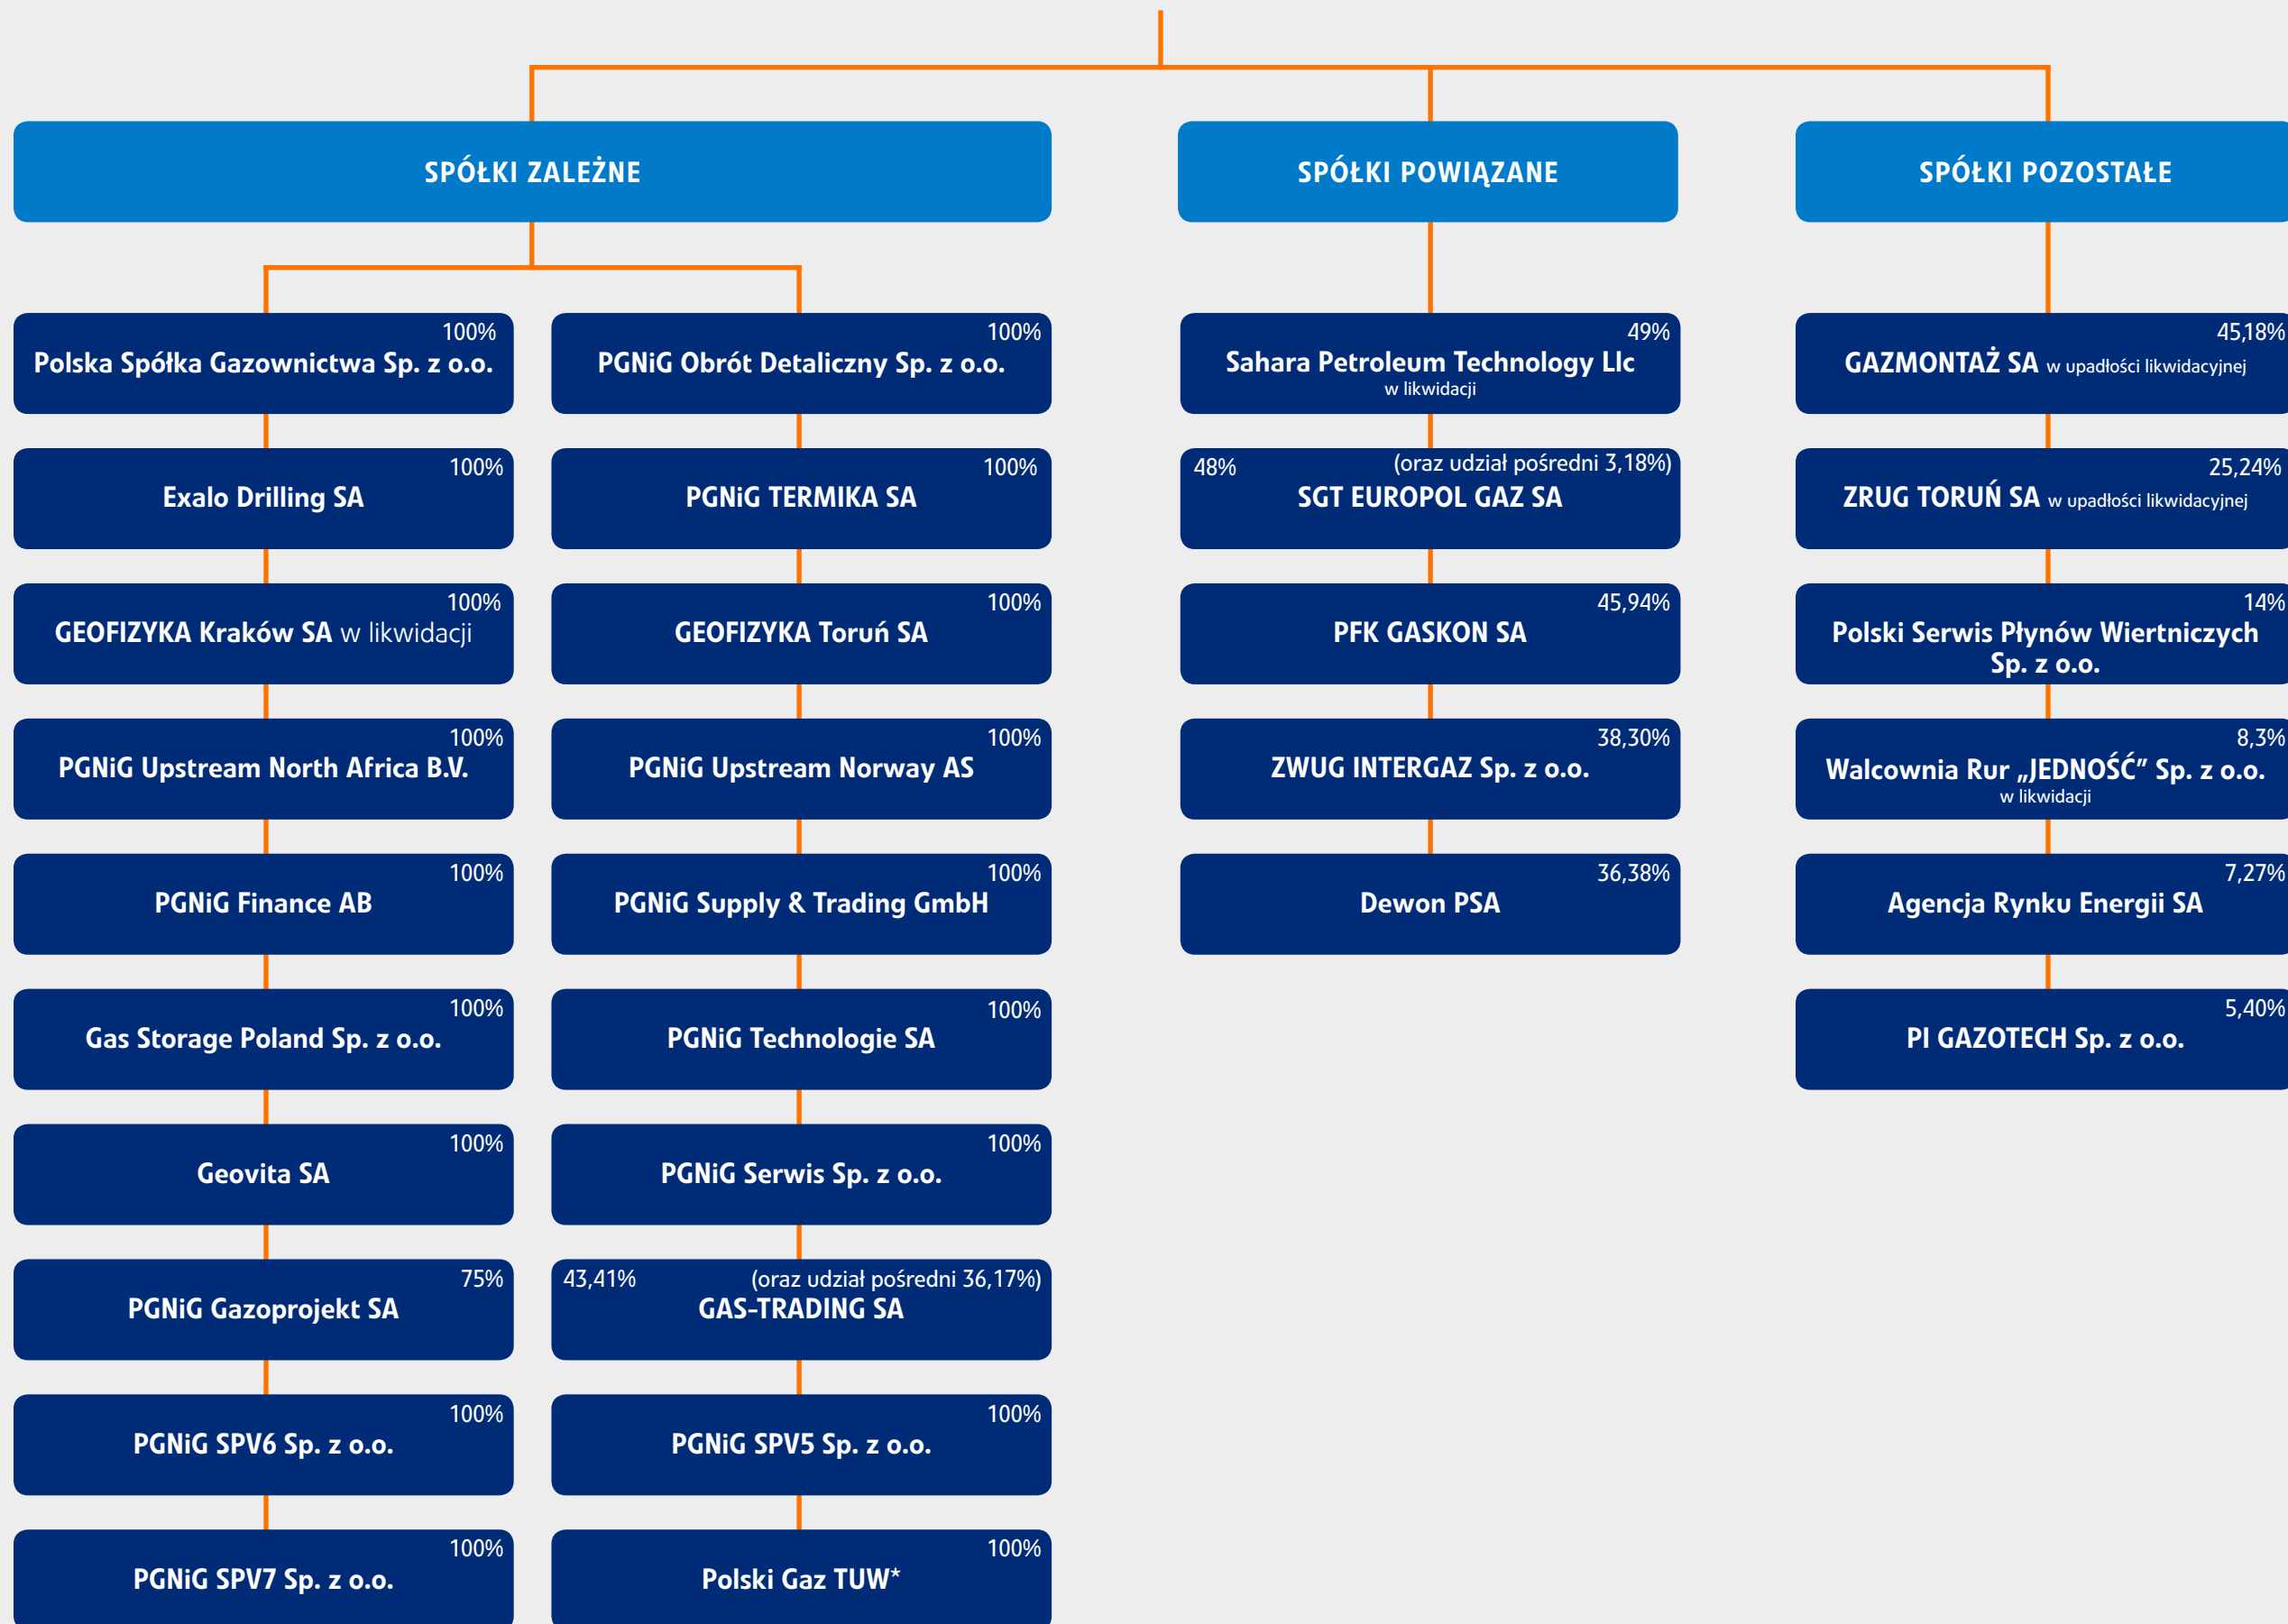 SPÓŁKI ZALEŻNE
100%
Polska Spółka Gazownictwa Sp. z o.o.
100%
Exalo Drilling SA
100%
GEOFIZYKA Kraków SA w likwidacji
100%
PGNiG Upstream North Africa B.V.
100%
PGNiG Finance AB
100%
Gas Storage Poland Sp. z o.o.
100%
Geovita SA
75%
PGNiG Gazoprojekt SA
100%
PGNiG SPV6 Sp. z o.o.
100%
PGNiG SPV7 Sp. z o.o.
100%
PGNiG Obrót Detaliczny Sp. z o.o.
100%
PGNiG TERMIKA SA
100%
GEOFIZYKA Toruń SA
100%
PGNiG Upstream Norway AS
100%
PGNiG Supply & Trading GmbH
100%
PGNiG Technologie SA
100%
PGNiG Serwis Sp. z o.o.
43,41% (oraz udział pośredni 36,17%)
GAS-TRADING SA
100%
PGNiG SPV5 Sp. z o.o.
100%
Polski Gaz TUW*
SPÓŁKI POWIĄZANE
49%
Sahara Petroleum Technology Llc
w likwidacji
48% (oraz udział pośredni 3,18%)
SGT EUROPOL GAZ SA
45,94%
PFK GASKON SA
38,30%
ZWUG INTERGAZ Sp. z o.o.
36,38%
Dewon PSA
SPÓŁKI POZOSTAŁE
45,18%
GAZMONTAŻ SA w upadłości likwidacyjnej
25,24%
ZRUG TORUŃ SA w upadłości likwidacyjnej
14%
Polski Serwis Płynów Wiertniczych
Sp. z o.o.
8,3%
Walcownia Rur „JEDNOŚĆ” Sp. z o.o.
w likwidacji
7,27%
Agencja Rynku Energii SA
5,40%
PI GAZOTECH Sp. z o.o.